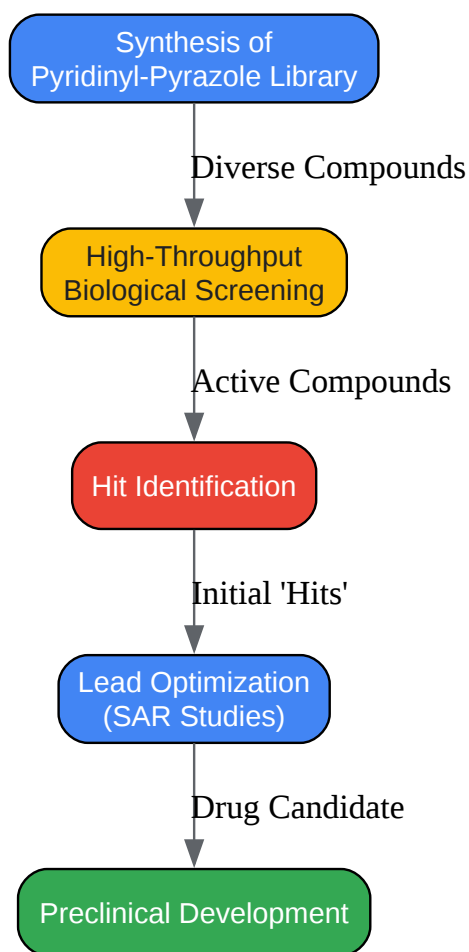 Synthesis of
Pyridinyl-Pyrazole Library
Diverse Compounds
High-Throughput
Biological Screening
Active Compounds
Hit Identification
Initial 'Hits'
Lead Optimization
(SAR Studies)
Drug Candidate
Preclinical Development